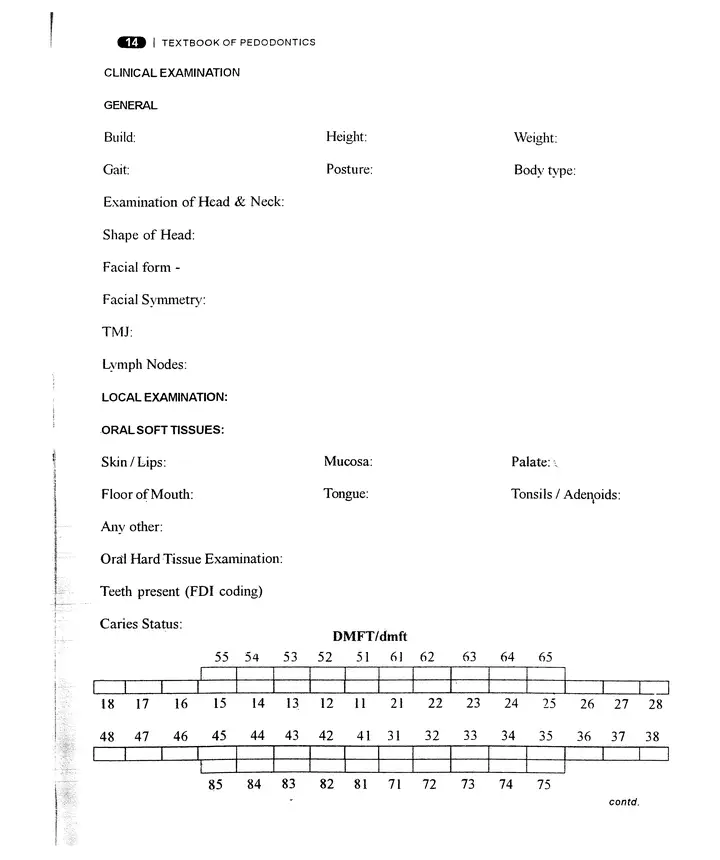 14 | TEXTBOOK OF PEDODONTICS
CLINICAL EXAMINATION
GENERAL
Build: Height: Weight:
Gait: Posture: Body type:
Examination of Head & Neck:
Shape of Head:
Facial form -
Facial Symmetry:
TMJ:
Lymph Nodes:
LOCAL EXAMINATION:
ORAL SOFT TISSUES:
Skin / Lips: Mucosa: Palate:
Floor of Mouth: Tongue: Tonsils / Adenoids:
Any other:
Oral Hard Tissue Examination:
Teeth present (FDI coding)
Caries Status:
DMFT/dmft
55 54 53 52 51 61 62 63 64 65
18 17 16 15 14 13 12 11 21 22 23 24 25 26 27 28
48 47 46 45 44 43 42 41 31 32 33 34 35 36 37 38
85 84 83 82 81 71 72 73 74 75
contd.